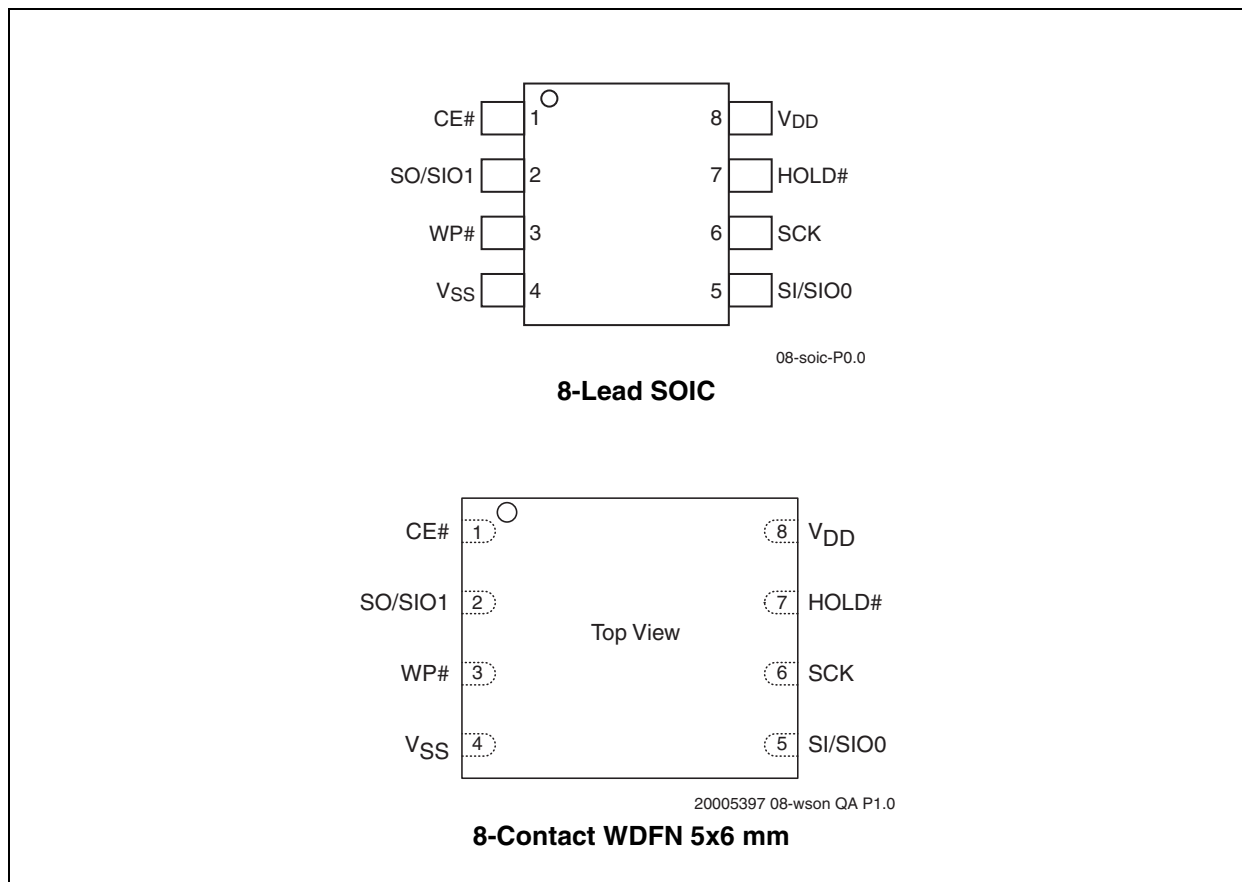 CE# 1 8 VDD
SO/SIO1 2 7 HOLD#
WP# 3 6 SCK
VSS 4 5 SI/SIO0
08-soic-P0.0
8-Lead SOIC
CE# 1 8 VDD
SO/SIO1 2 7 HOLD#
Top View
WP# 3 6 SCK
VSS 4 5 SI/SIO0
20005397 08-wson QA P1.0
8-Contact WDFN 5x6 mm